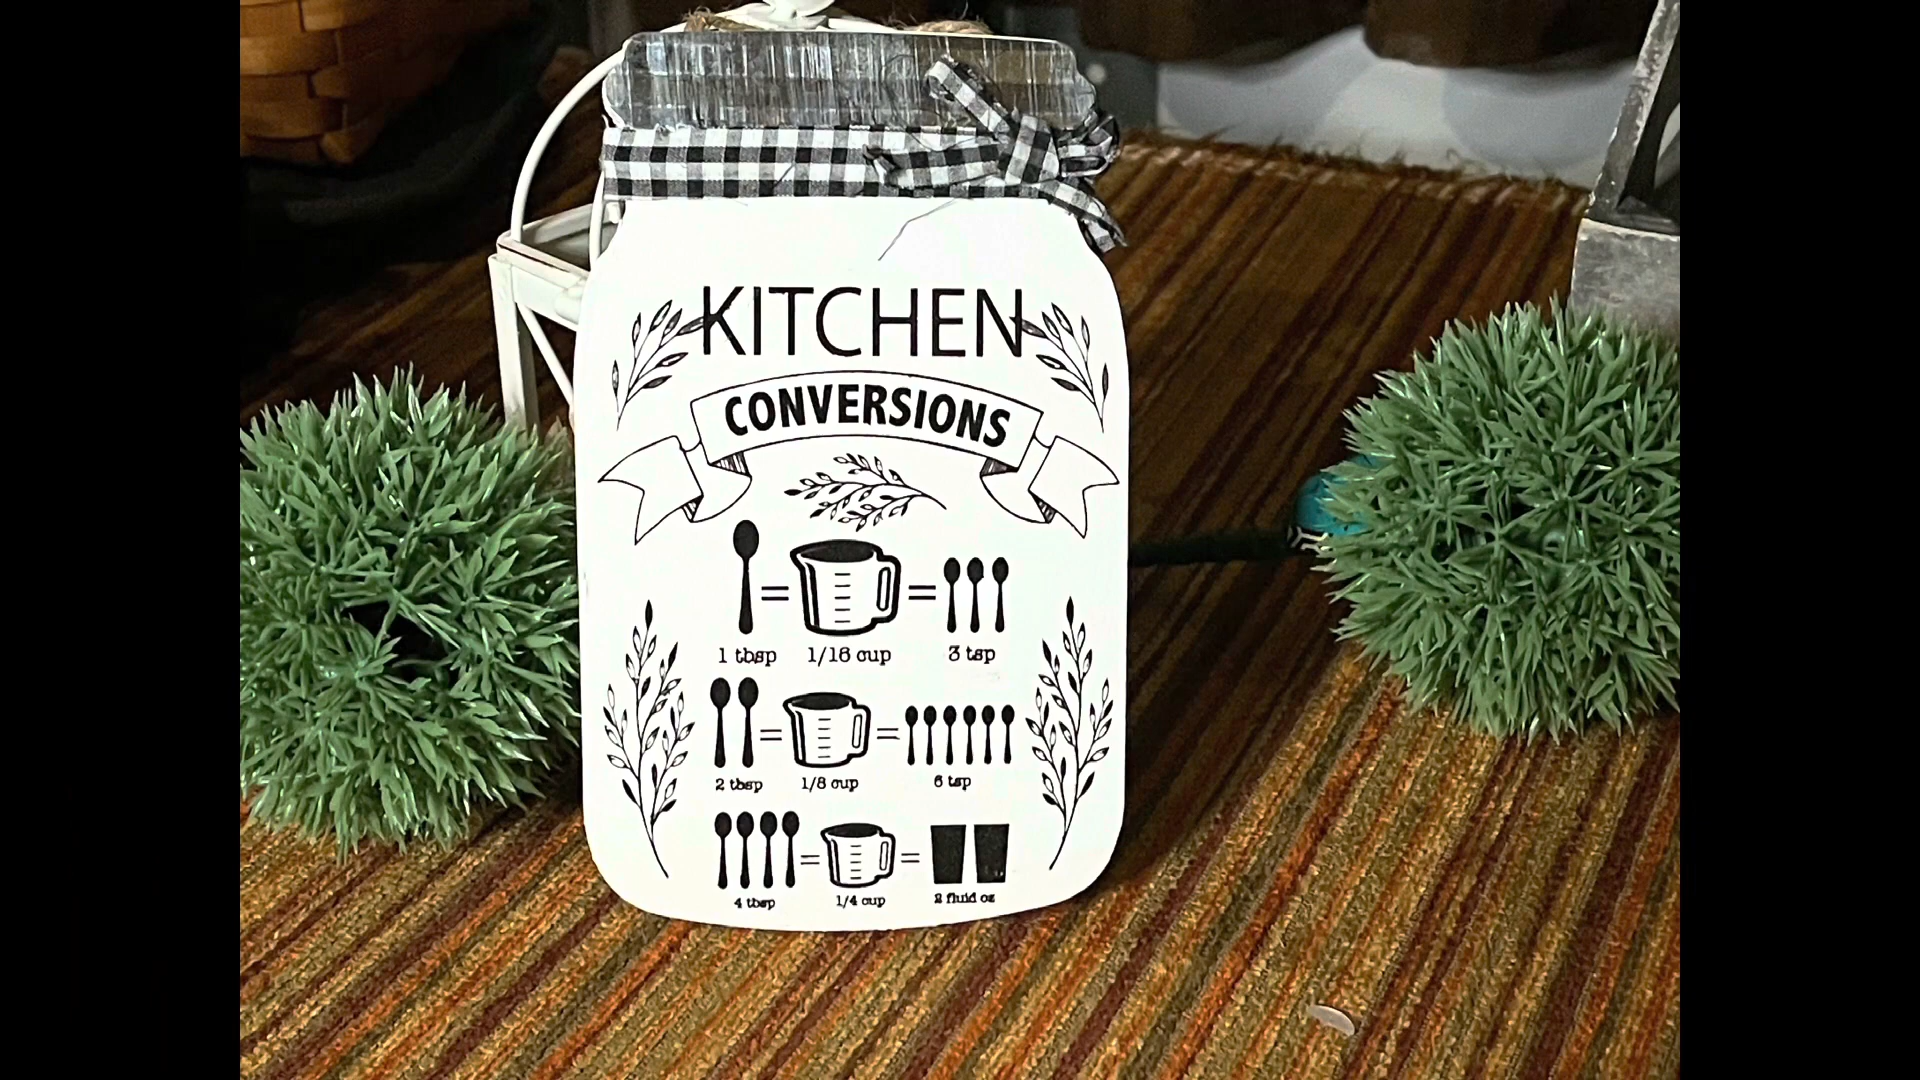 KITCHEN
CONVERSIONS
= =
1 tbsp 1/16 cup 3 tsp
= =
2 tbsp 1/8 cup 6 tsp
= =
4 tbsp 1/4 cup 2 fluid oz